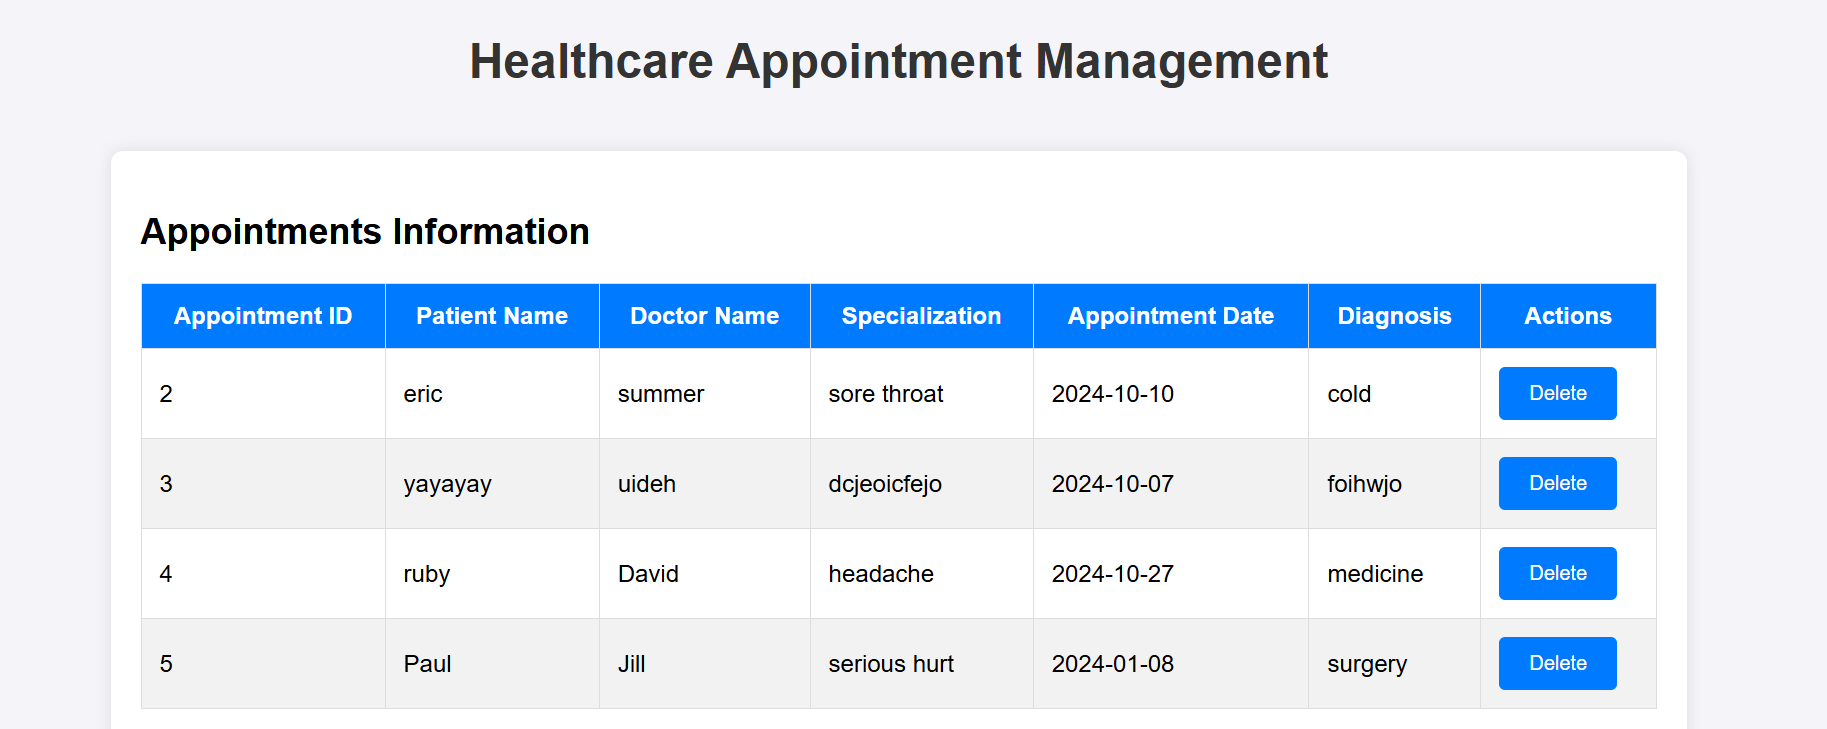 Healthcare Appointment Management
Appointments Information
Appointment ID Patient Name Doctor Name Specialization Appointment Date Diagnosis Actions
2 eric summer sore throat 2024-10-10 cold Delete
3 yayayay uideh dcjeoicfejo 2024-10-07 foihwjo Delete
4 ruby David headache 2024-10-27 medicine Delete
5 Paul Jill serious hurt 2024-01-08 surgery Delete